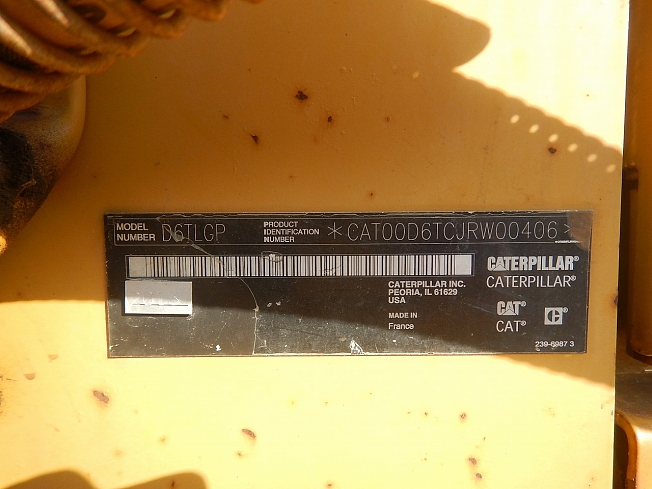 MODEL NUMBER D6TLGP PRODUCT IDENTIFICATION NUMBER *CAT00D6TCJRW00406*
CATERPILLAR®
CATERPILLAR®
CATERPILLAR INC.
PEORIA, IL 61629
USA
CAT®
CAT®
C®
MADE IN
France
239-6987 3